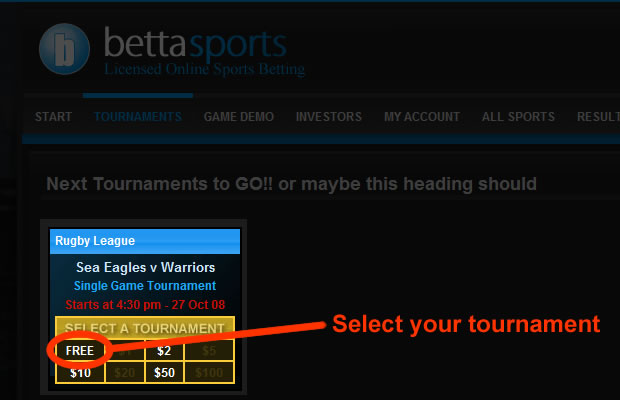 b
bettasports
Licensed Online Sports Betting
START TOURNAMENTS GAME DEMO INVESTORS MY ACCOUNT ALL SPORTS RESULT
Next Tournaments to GO!! or maybe this heading should
Rugby League
Sea Eagles v Warriors
Single Game Tournament
Starts at 4:30 pm - 27 Oct 08
SELECT A TOURNAMENT
FREE $1 $2 $5
$10 $20 $50 $100
Select your tournament